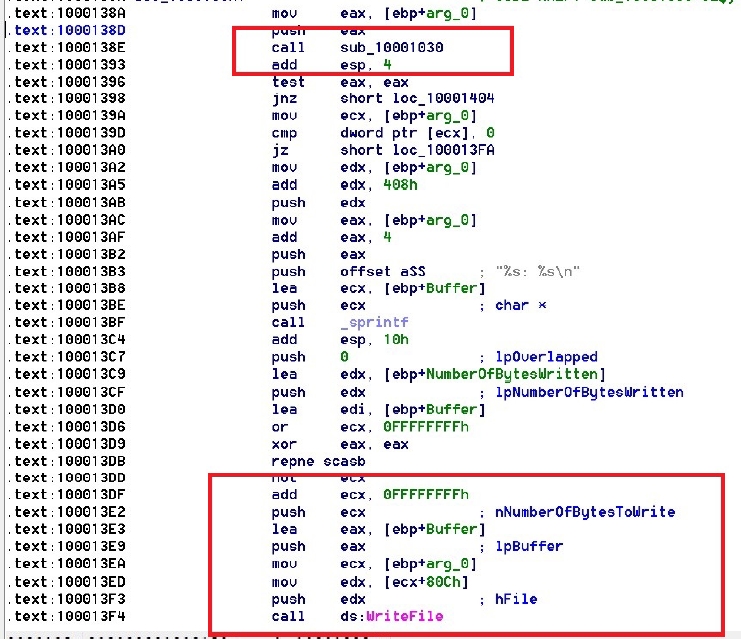 .text:1000138A mov eax, [ebp+arg_0]
.text:1000138D push eax
.text:1000138E call sub_10001030
.text:10001393 add esp, 4
.text:10001396 test eax, eax
.text:10001398 jnz short loc_10001404
.text:1000139A mov ecx, [ebp+arg_0]
.text:1000139D cmp dword ptr [ecx], 0
.text:100013A0 jz short loc_100013FA
.text:100013A2 mov edx, [ebp+arg_0]
.text:100013A5 add edx, 408h
.text:100013AB push edx
.text:100013AC mov eax, [ebp+arg_0]
.text:100013AF add eax, 4
.text:100013B2 push eax
.text:100013B3 push offset aSS ; "%s: %s\n"
.text:100013B8 lea ecx, [ebp+Buffer]
.text:100013BE push ecx ; char *
.text:100013BF call _sprintf
.text:100013C4 add esp, 10h
.text:100013C7 push 0 ; lpOverlapped
.text:100013C9 lea edx, [ebp+NumberOfBytesWritten]
.text:100013CF push edx ; lpNumberOfBytesWritten
.text:100013D0 lea edi, [ebp+Buffer]
.text:100013D6 or ecx, 0FFFFFFFFh
.text:100013D9 xor eax, eax
.text:100013DB repne scasb
.text:100013DD not ecx
.text:100013DF add ecx, 0FFFFFFFFh
.text:100013E2 push ecx ; nNumberOfBytesToWrite
.text:100013E3 lea eax, [ebp+Buffer]
.text:100013E9 push eax ; lpBuffer
.text:100013EA mov ecx, [ebp+arg_0]
.text:100013ED mov edx, [ecx+80Ch]
.text:100013F3 push edx ; hFile
.text:100013F4 call ds:WriteFile